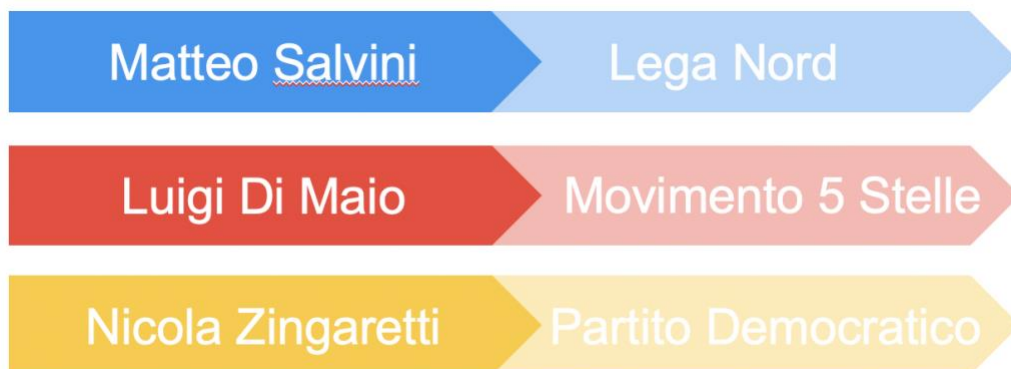 Matteo Salvini Lega Nord
Luigi Di Maio Movimento 5 Stelle
Nicola Zingaretti Partito Democratico